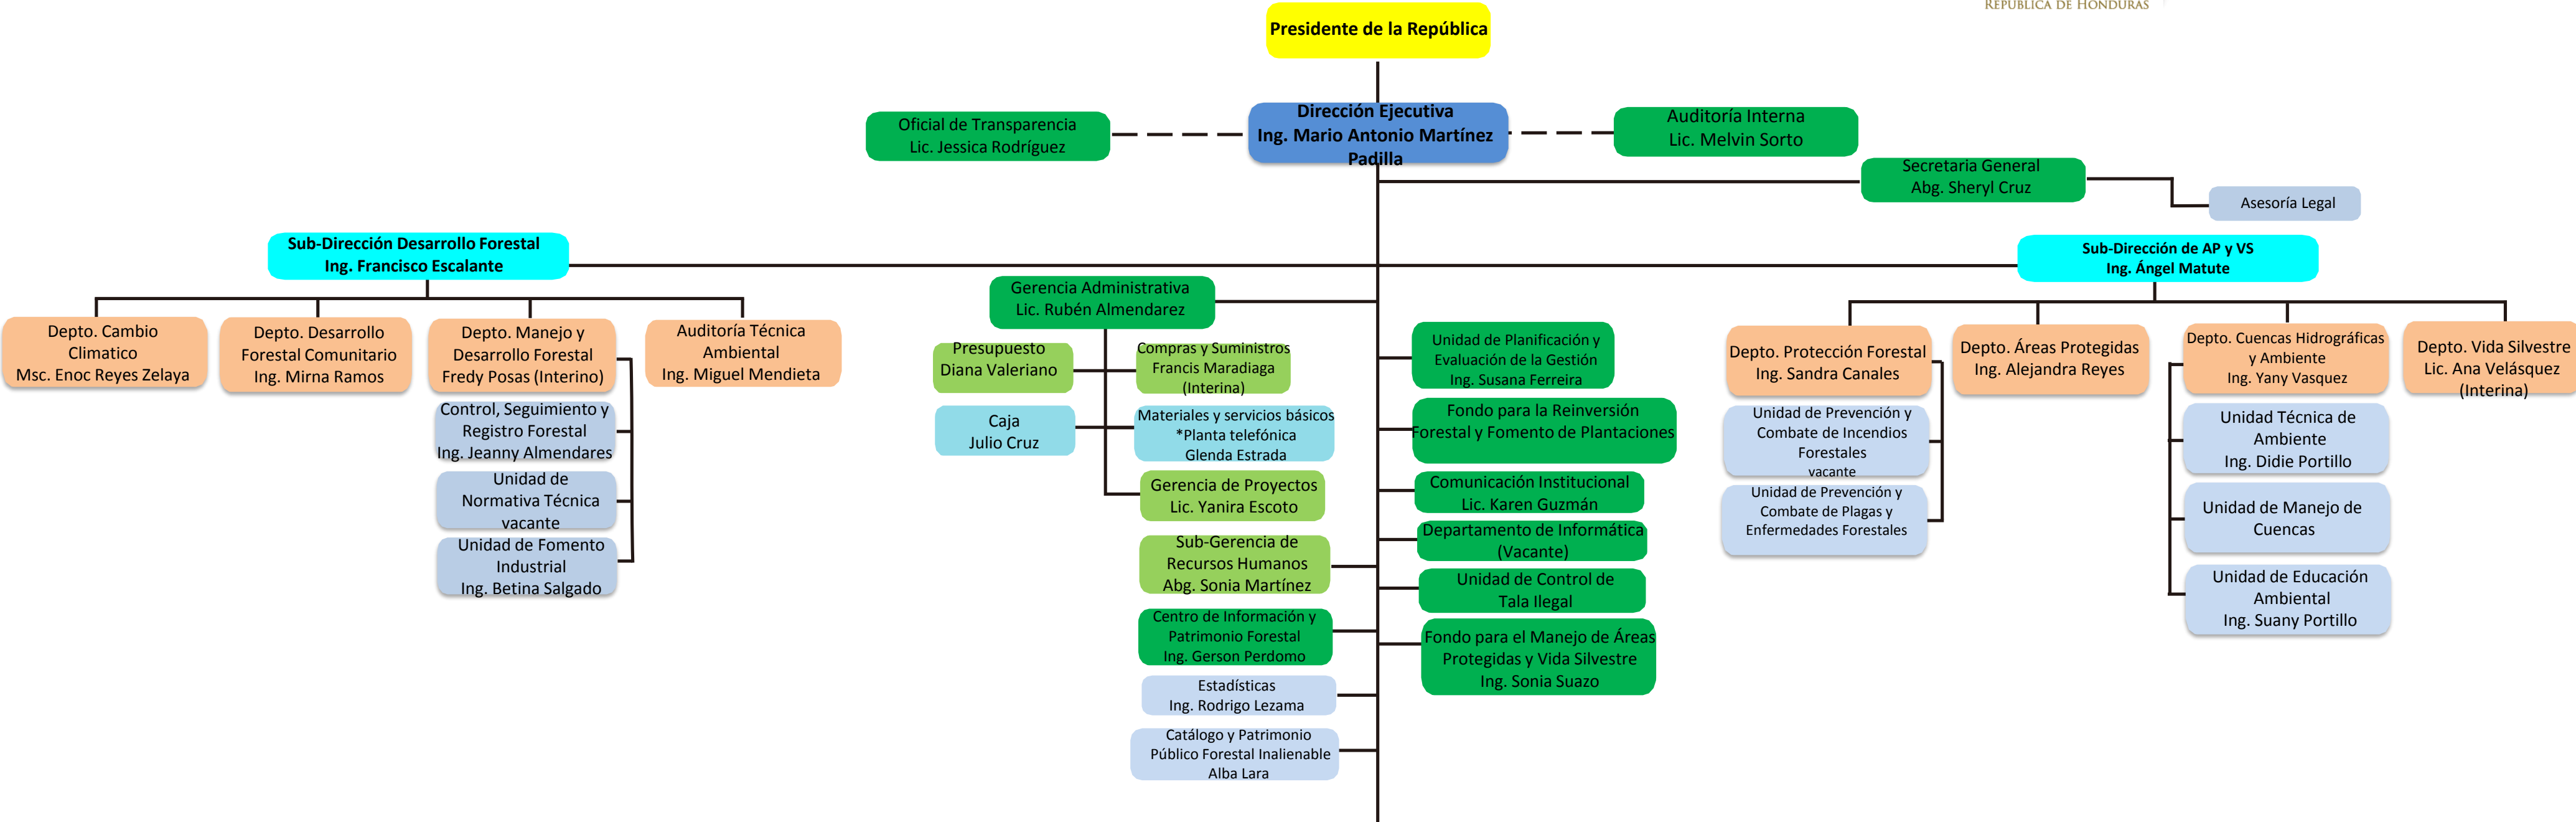 REPÚBLICA DE HONDURAS
Presidente de la República
Dirección Ejecutiva
Ing. Mario Antonio Martínez
Padilla
Oficial de Transparencia
Lic. Jessica Rodríguez
Auditoría Interna
Lic. Melvin Sorto
Secretaria General
Abg. Sheryl Cruz
Asesoría Legal
Sub-Dirección Desarrollo Forestal
Ing. Francisco Escalante
Sub-Dirección de AP y VS
Ing. Ángel Matute
Depto. Cambio
Climatico
Msc. Enoc Reyes Zelaya
Depto. Desarrollo
Forestal Comunitario
Ing. Mirna Ramos
Depto. Manejo y
Desarrollo Forestal
Fredy Posas (Interino)
Auditoría Técnica
Ambiental
Ing. Miguel Mendieta
Control, Seguimiento y
Registro Forestal
Ing. Jeanny Almendares
Unidad de
Normativa Técnica
vacante
Unidad de Fomento
Industrial
Ing. Betina Salgado
Gerencia Administrativa
Lic. Rubén Almendarez
Presupuesto
Diana Valeriano
Compras y Suministros
Francis Maradiaga
(Interina)
Caja
Julio Cruz
Materiales y servicios básicos
*Planta telefónica
Glenda Estrada
Gerencia de Proyectos
Lic. Yanira Escoto
Sub-Gerencia de
Recursos Humanos
Abg. Sonia Martínez
Centro de Información y
Patrimonio Forestal
Ing. Gerson Perdomo
Estadísticas
Ing. Rodrigo Lezama
Catálogo y Patrimonio
Público Forestal Inalienable
Alba Lara
Unidad de Planificación y
Evaluación de la Gestión
Ing. Susana Ferreira
Fondo para la Reinversión
Forestal y Fomento de Plantaciones
Comunicación Institucional
Lic. Karen Guzmán
Departamento de Informática
(Vacante)
Unidad de Control de
Tala Ilegal
Fondo para el Manejo de Áreas
Protegidas y Vida Silvestre
Ing. Sonia Suazo
Depto. Protección Forestal
Ing. Sandra Canales
Unidad de Prevención y
Combate de Incendios
Forestales
vacante
Unidad de Prevención y
Combate de Plagas y
Enfermedades Forestales
Depto. Áreas Protegidas
Ing. Alejandra Reyes
Depto. Cuencas Hidrográficas
y Ambiente
Ing. Yany Vasquez
Unidad Técnica de
Ambiente
Ing. Didie Portillo
Unidad de Manejo de
Cuencas
Unidad de Educación
Ambiental
Ing. Suany Portillo
Depto. Vida Silvestre
Lic. Ana Velásquez
(Interina)